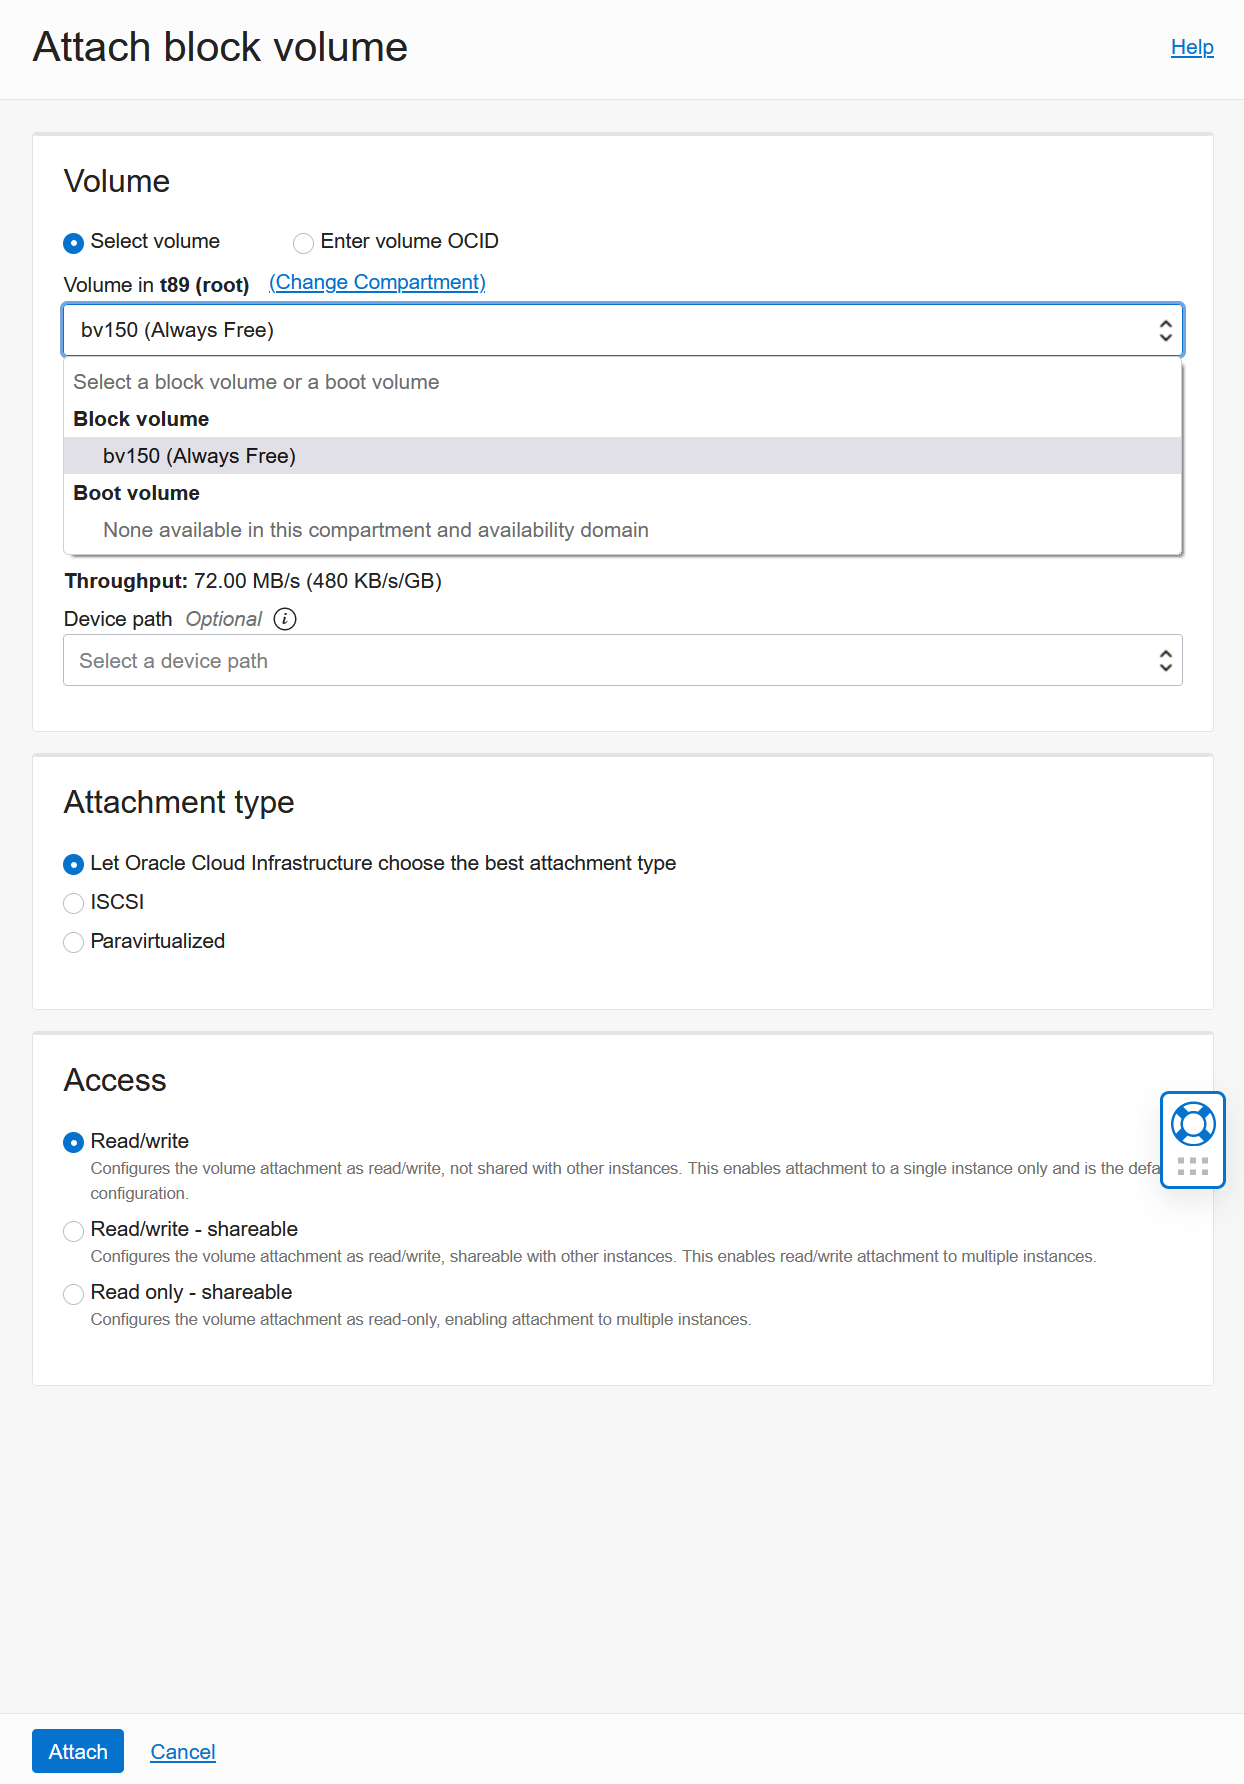 Attach block volume
Help
Volume
Select volume
Enter volume OCID
Volume in t89 (root) (Change Compartment)
bv150 (Always Free)
Select a block volume or a boot volume
Block volume
bv150 (Always Free)
Boot volume
None available in this compartment and availability domain
Throughput: 72.00 MB/s (480 KB/s/GB)
Device path Optional i
Select a device path
Attachment type
Let Oracle Cloud Infrastructure choose the best attachment type
ISCSI
Paravirtualized
Access
Read/write
Configures the volume attachment as read/write, not shared with other instances. This enables attachment to a single instance only and is the defa
configuration.
Read/write - shareable
Configures the volume attachment as read/write, shareable with other instances. This enables read/write attachment to multiple instances.
Read only - shareable
Configures the volume attachment as read-only, enabling attachment to multiple instances.
Attach
Cancel